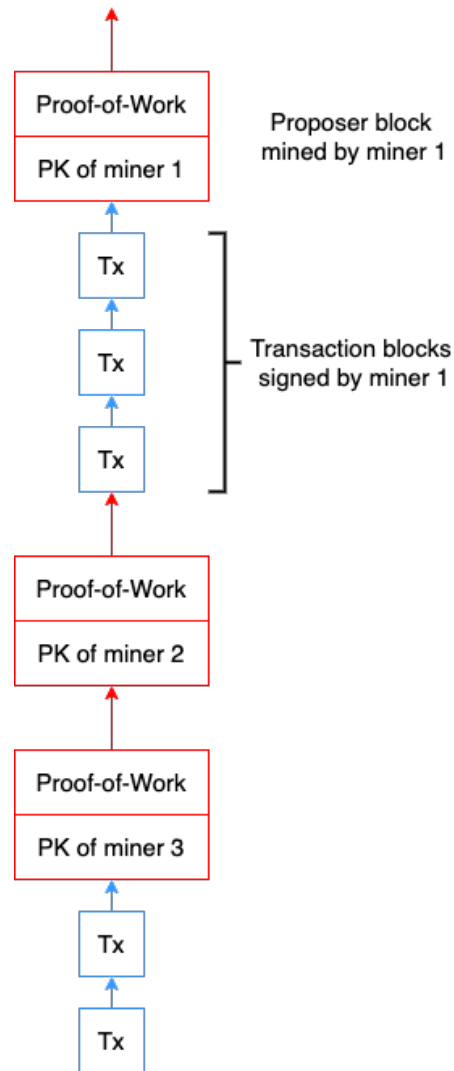 Proof-of-Work
PK of miner 1
Proposer block
mined by miner 1
Tx
Tx
Tx
Transaction blocks
signed by miner 1
Proof-of-Work
PK of miner 2
Proof-of-Work
PK of miner 3
Tx
Tx